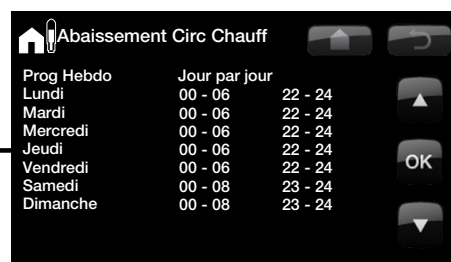 Abaissement Circ Chauff
Prog Hebdo Jour par jour
Lundi 00 - 06 22 - 24
Mardi 00 - 06 22 - 24
Mercredi 00 - 06 22 - 24
Jeudi 00 - 06 22 - 24
Vendredi 00 - 06 22 - 24
Samedi 00 - 08 23 - 24
Dimanche 00 - 08 23 - 24
OK